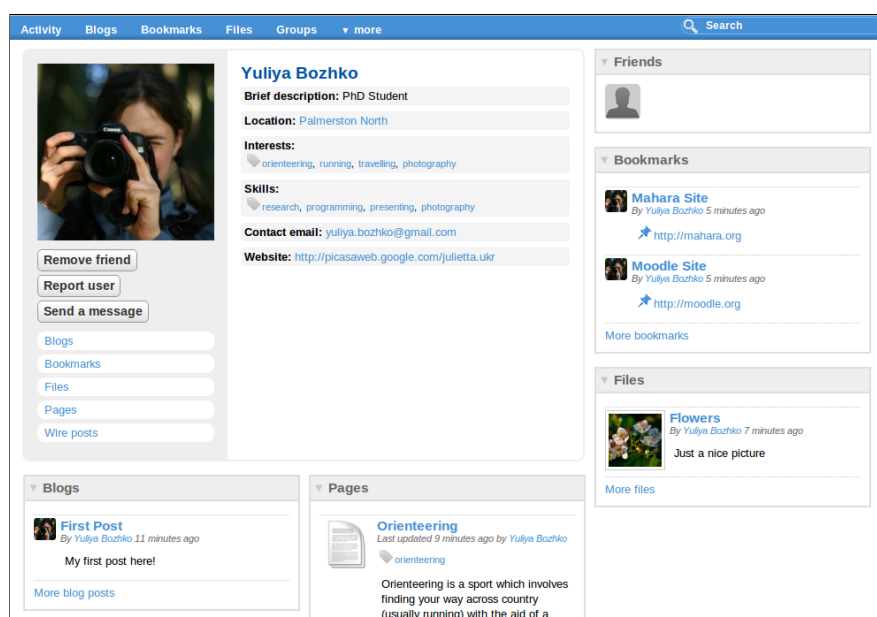 Activity Blogs Bookmarks Files Groups ▼ more Search
Yuliya Bozhko
Brief description: PhD Student
Location: Palmerston North
Interests:
orienteering, running, travelling, photography
Skills:
research, programming, presenting, photography
Contact email: yuliya.bozhko@gmail.com
Website: http://picasaweb.google.com/julietta.ukr
Canon
Remove friend
Report user
Send a message
Blogs
Bookmarks
Files
Pages
Wire posts
Friends
Bookmarks
Mahara Site
By Yuliya Bozhko 5 minutes ago
http://mahara.org
Moodle Site
By Yuliya Bozhko 5 minutes ago
http://moodle.org
More bookmarks
Files
Flowers
By Yuliya Bozhko 7 minutes ago
Just a nice picture
More files
Blogs
First Post
By Yuliya Bozhko 11 minutes ago
My first post here!
More blog posts
Pages
Orienteering
Last updated 9 minutes ago by Yuliya Bozhko
orienteering
Orienteering is a sport which involves
finding your way across country
(usually running) with the aid of a